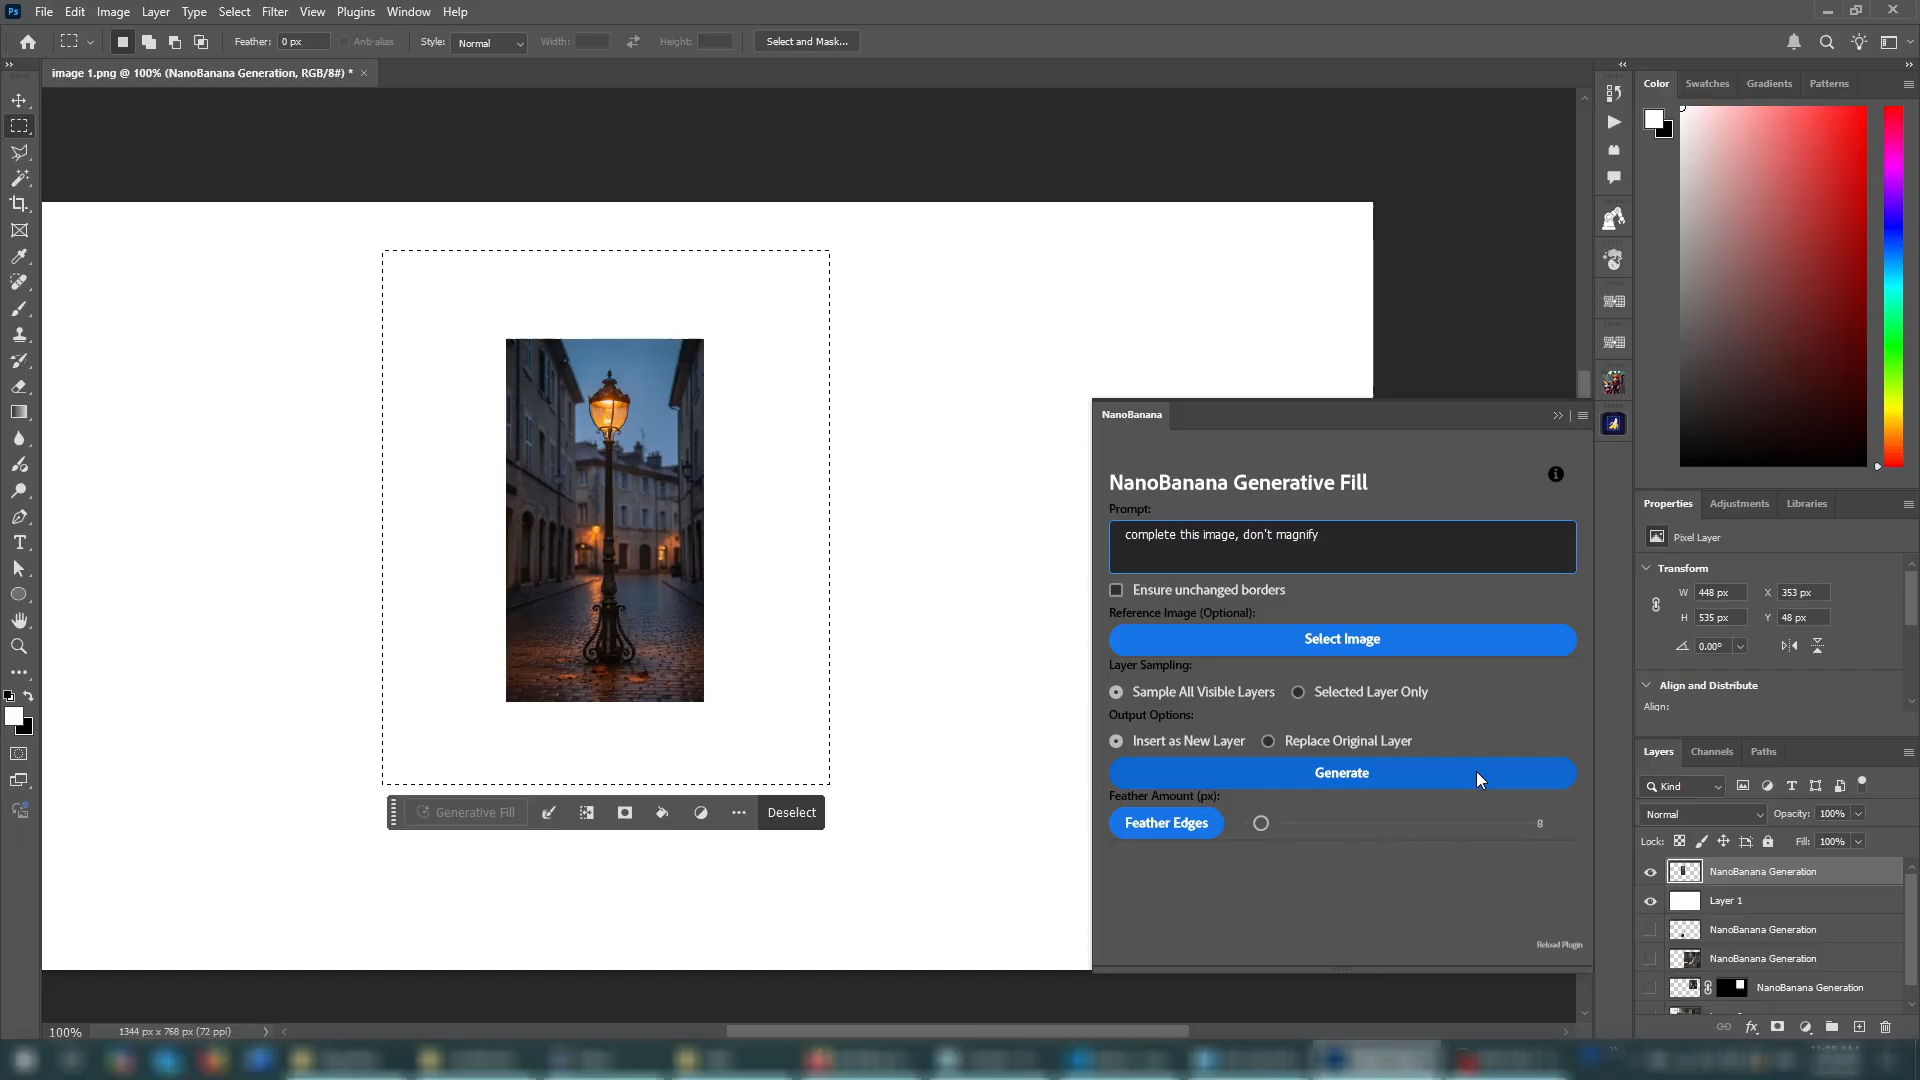 Ps File Edit Image Layer Type Select Filter View Plugins Window Help
Feather: 0 px Anti-alias Style: Normal Width: Height: Select and Mask...
image 1.png @ 100% (NanoBanana Generation, RGB/8#) * ×
Generative Fill Deselect
100% 1344 px x 768 px (72 ppi)
NanoBanana
NanoBanana Generative Fill
Prompt:
complete this image, don't magnify
Ensure unchanged borders
Reference Image (Optional):
Select Image
Layer Sampling:
Sample All Visible Layers Selected Layer Only
Output Options:
Insert as New Layer Replace Original Layer
Generate
Feather Amount (px):
Feather Edges 8
Reload Plugin
Color Swatches Gradients Patterns
Properties Adjustments Libraries
Pixel Layer
Transform
W 448 px X 353 px
H 535 px Y 48 px
0.00°
Align and Distribute
Align:
Layers Channels Paths
Kind
Normal Opacity: 100%
Lock: Fill: 100%
NanoBanana Generation
Layer 1
NanoBanana Generation
NanoBanana Generation
NanoBanana Generation